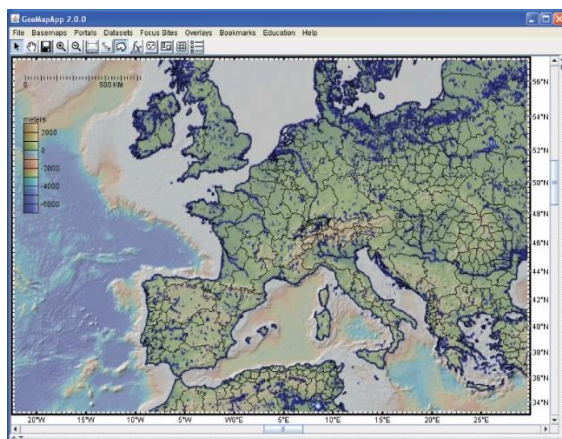 GeoMapApp 2.0.0
File Basemaps Portals Datasets Focus Sites Overlays Bookmarks Education Help
0 500 KM
meters
2000
0
-2000
-4000
-6000
56°N
54°N
52°N
50°N
48°N
46°N
44°N
42°N
40°N
38°N
36°N
34°N
20°W 15°W 10°W 5°W W0°E 5°E 10°E 15°E 20°E 25°E